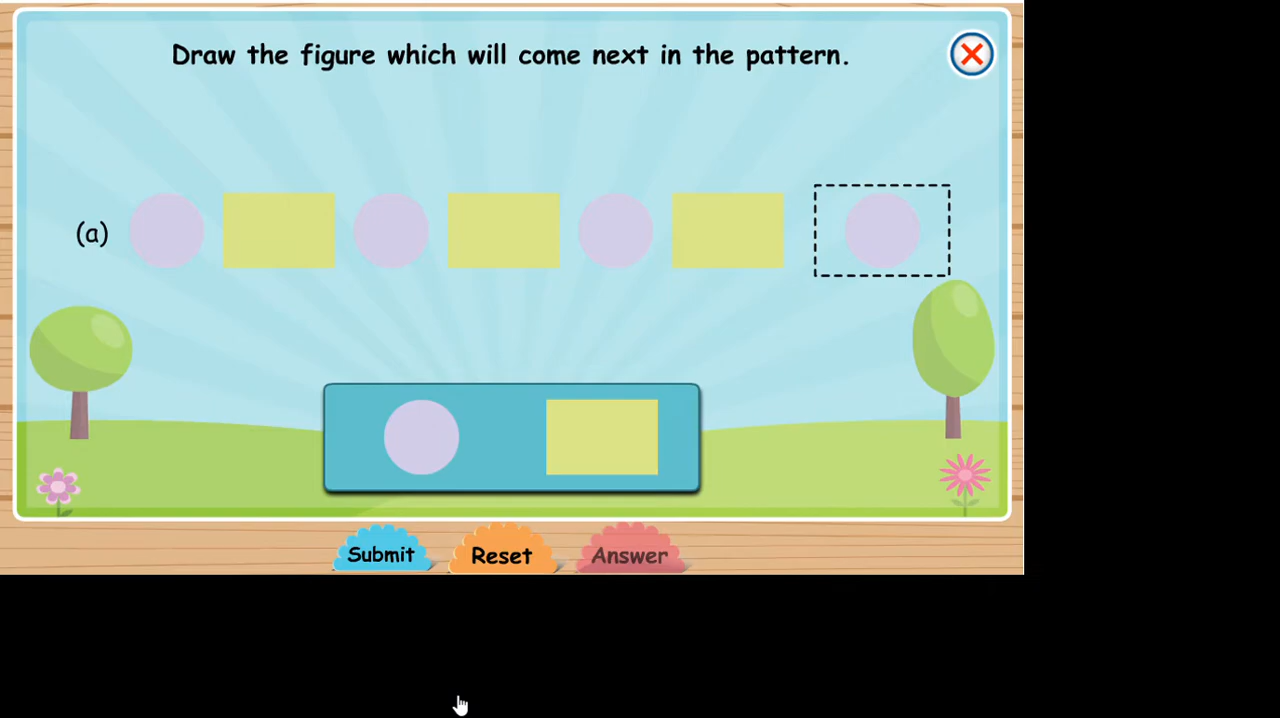 Draw the figure which will come next in the pattern.
(a)
Submit
Reset
Answer